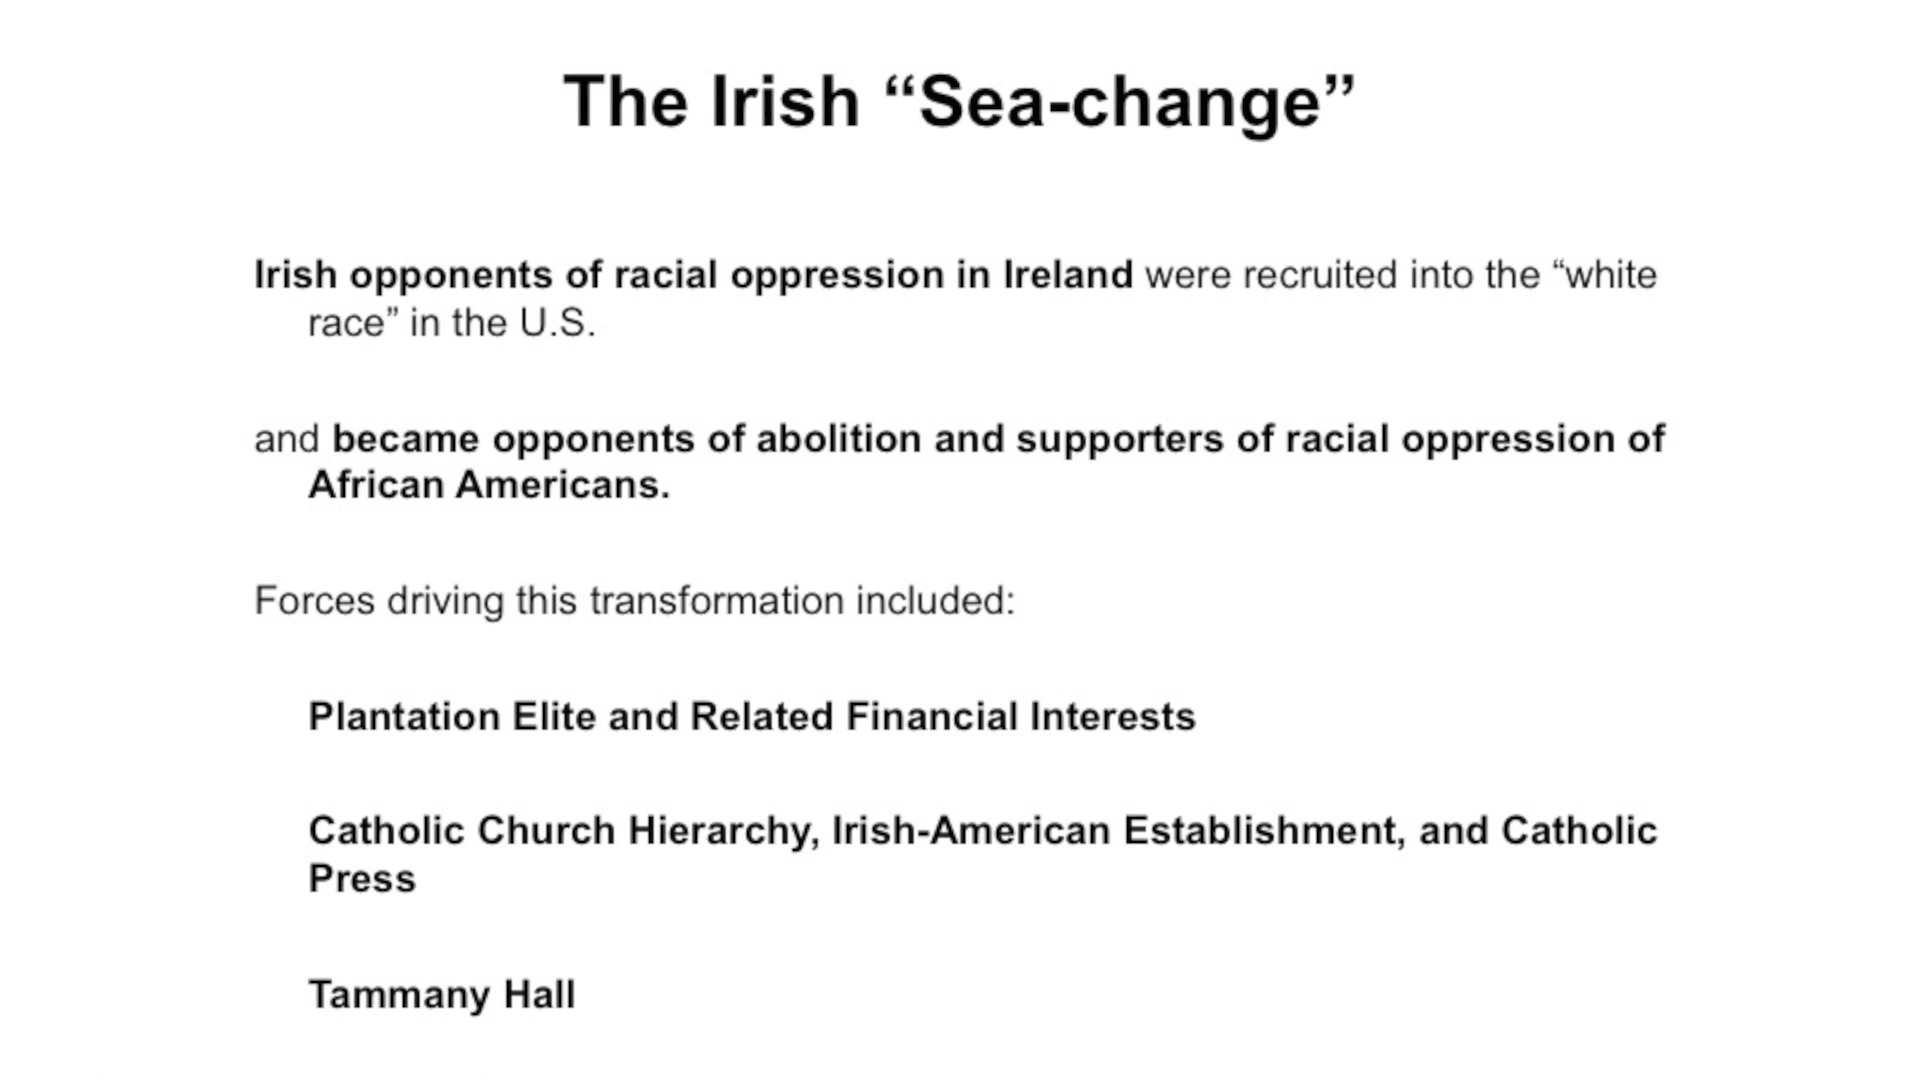 The Irish “Sea-change”
Irish opponents of racial oppression in Ireland were recruited into the “white
race” in the U.S.
and became opponents of abolition and supporters of racial oppression of
African Americans.
Forces driving this transformation included:
Plantation Elite and Related Financial Interests
Catholic Church Hierarchy, Irish-American Establishment, and Catholic
Press
Tammany Hall